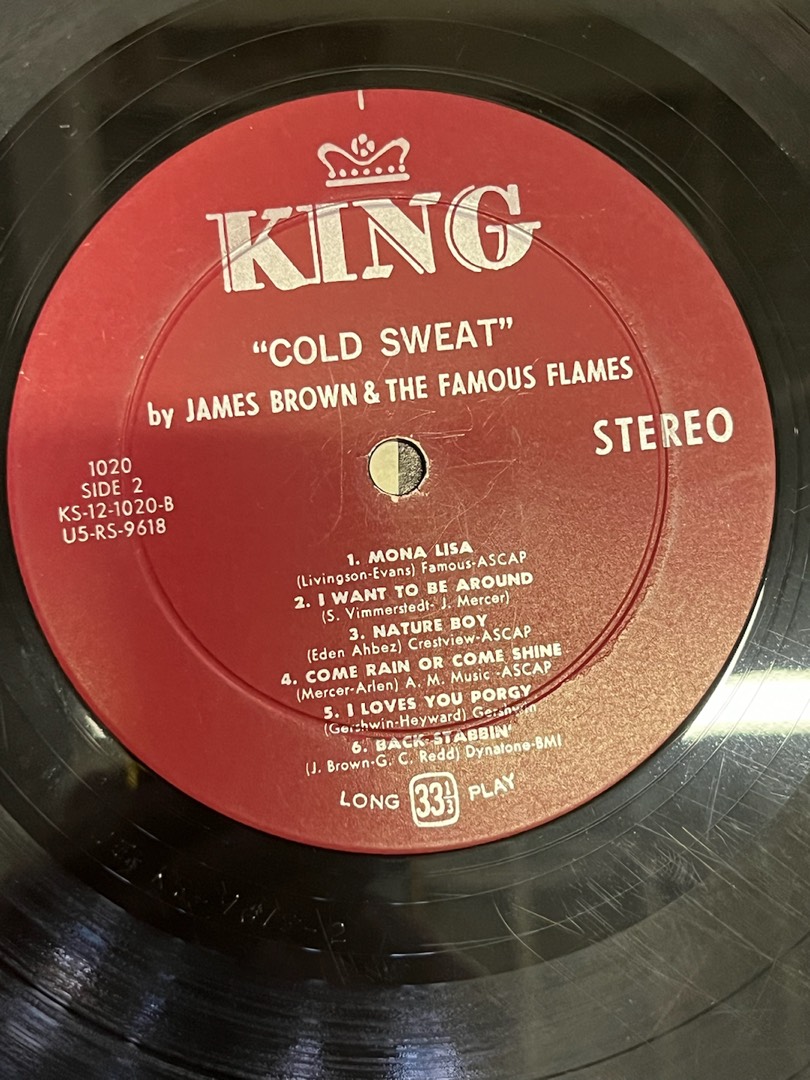 KING
"COLD SWEAT"
by JAMES BROWN & THE FAMOUS FLAMES
STEREO
1020
SIDE 2
KS-12-1020-B
U5-RS-9618
1. MONA LISA
(Livingson-Evans) Famous-ASCAP
2. I WANT TO BE AROUND
(S. Vimmerstedt- J. Mercer)
3. NATURE BOY
(Eden Ahbez) Crestview-ASCAP
4. COME RAIN OR COME SHINE
(Mercer-Arlen) A. M. Music -ASCAP
5. I LOVES YOU PORGY
(Gershwin-Heyward) Gershwin
6. BACK STABBIN'
(J. Brown-G. C. Redd) Dynatone-BMI
LONG 33⅓ PLAY